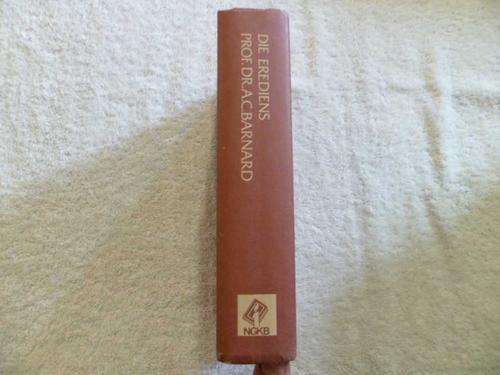 DIE EREDIENS
PROF. DR. A.C. BARNARD
NGKB